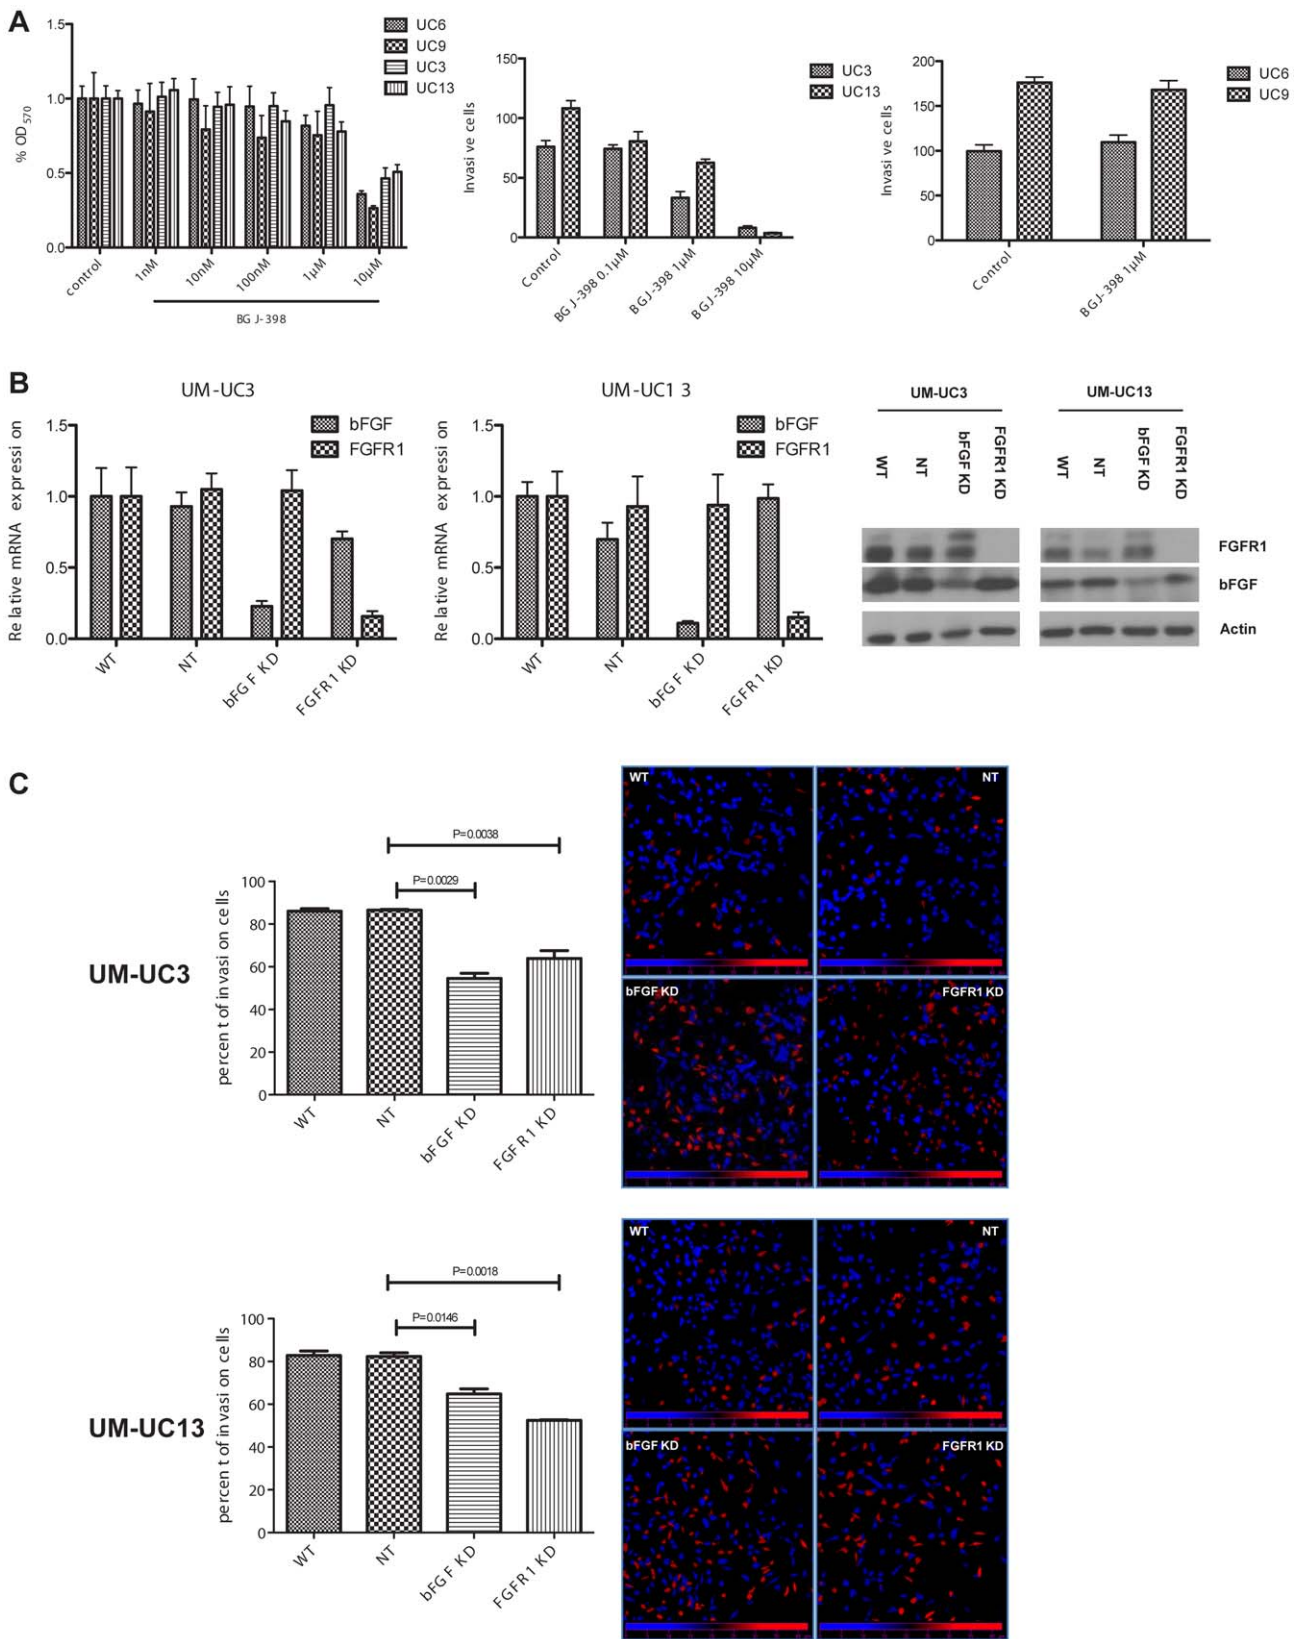 A
1.5
1.0
0.5
0.0
% OD570
UC6
UC9
UC3
UC13
control
1nM
10nM
100nM
1µM
10µM
BGJ-398
150
100
50
0
Invasive cells
UC3
UC13
Control
BGJ-398 0.1µM
BGJ-398 1µM
BGJ-398 10µM
200
150
100
50
0
Invasive cells
UC6
UC9
Control
BGJ-398 1µM
B
UM-UC3
1.5
1.0
0.5
0.0
Relative mRNA expression
bFGF
FGFR1
WT
NT
bFGF KD
FGFR1 KD
UM-UC1 3
1.5
1.0
0.5
0.0
Relative mRNA expression
bFGF
FGFR1
WT
NT
bFGF KD
FGFR1 KD
UM-UC3
WT
NT
bFGF KD
FGFR1 KD
UM-UC13
WT
NT
bFGF KD
FGFR1 KD
FGFR1
bFGF
Actin
C
UM-UC3
P=0.0038
P=0.0029
100
80
60
40
20
0
percent of invasion cells
WT
NT
bFGF KD
FGFR1 KD
WT
NT
bFGF KD
FGFR1 KD
UM-UC13
P=0.0018
P=0.0146
100
80
60
40
20
0
percent of invasion cells
WT
NT
bFGF KD
FGFR1 KD
WT
NT
bFGF KD
FGFR1 KD